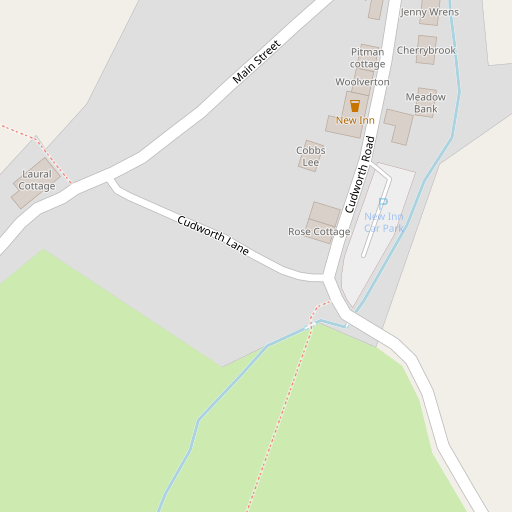 Jenny Wrens
Main Street
Pitman
cottage
Cherrybrook
Woolverton
Meadow
Bank
New Inn
Cobbs
Lee
Laural
Cottage
Cudworth Road
P
New Inn
Car Park
Cudworth Lane
Rose Cottage